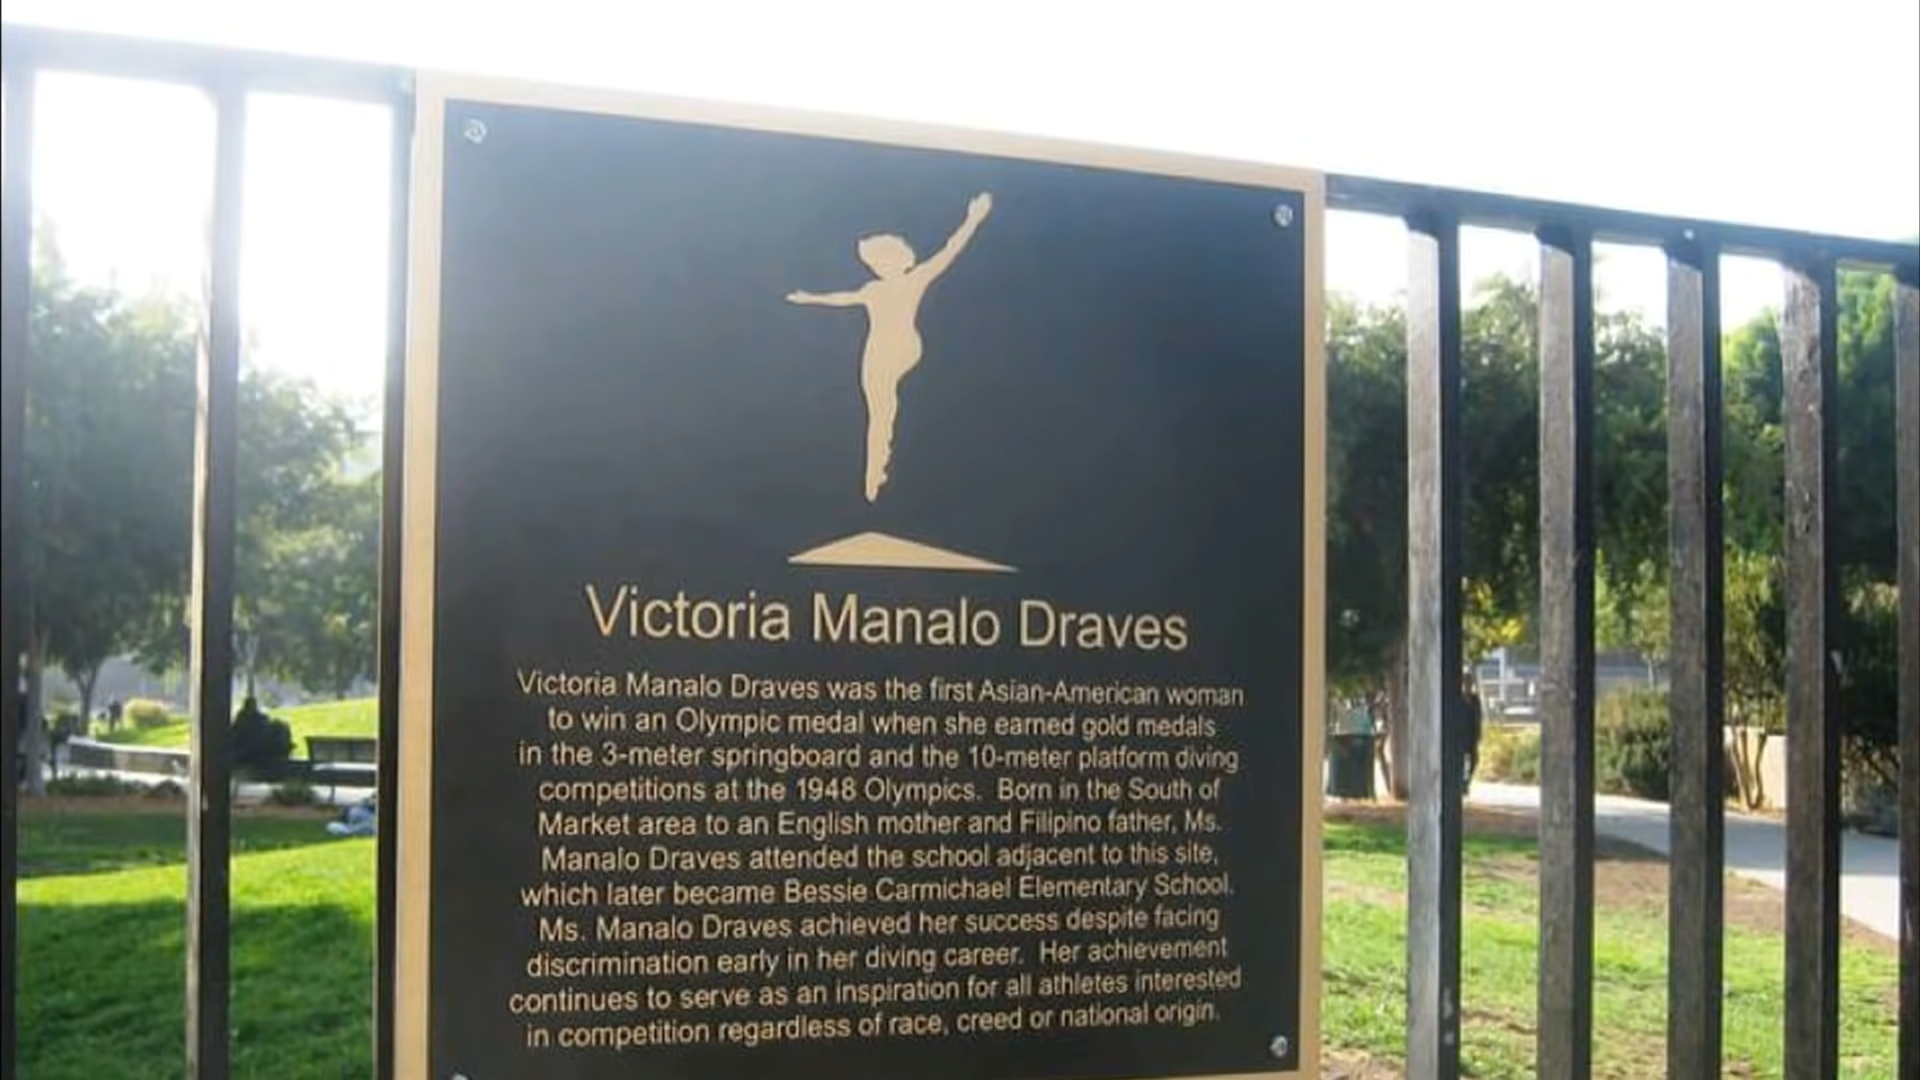 Victoria Manalo Draves
Victoria Manalo Draves was the first Asian-American woman
to win an Olympic medal when she earned gold medals
in the 3-meter springboard and the 10-meter platform diving
competitions at the 1948 Olympics. Born in the South of
Market area to an English mother and Filipino father, Ms.
Manalo Draves attended the school adjacent to this site,
which later became Bessie Carmichael Elementary School.
Ms. Manalo Draves achieved her success despite facing
discrimination early in her diving career. Her achievement
continues to serve as an inspiration for all athletes interested
in competition regardless of race, creed or national origin.